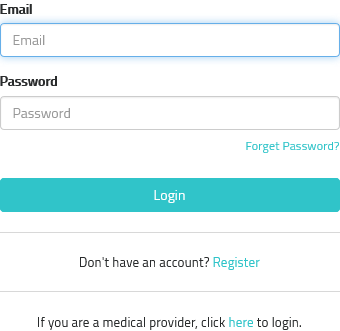 Email
Email
Password
Password
Forget Password?
Login
Don't have an account? Register
If you are a medical provider, click here to login.